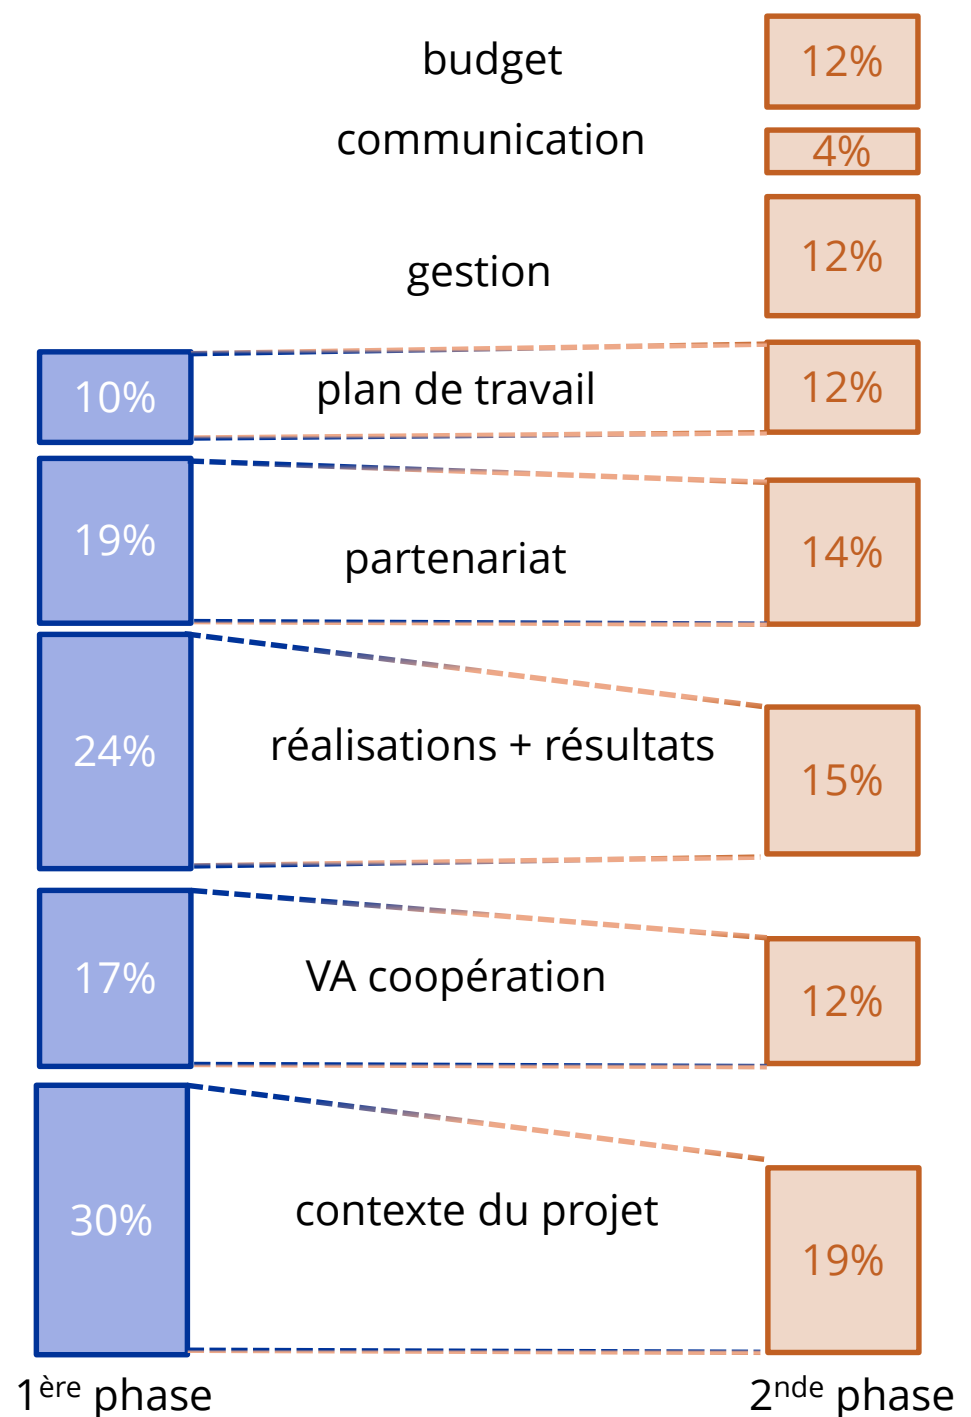 budget 12%
communication 4%
gestion 12%
10% plan de travail 12%
19% partenariat 14%
24% réalisations + résultats 15%
17% VA coopération 12%
30% contexte du projet 19%
1ère phase 2nde phase